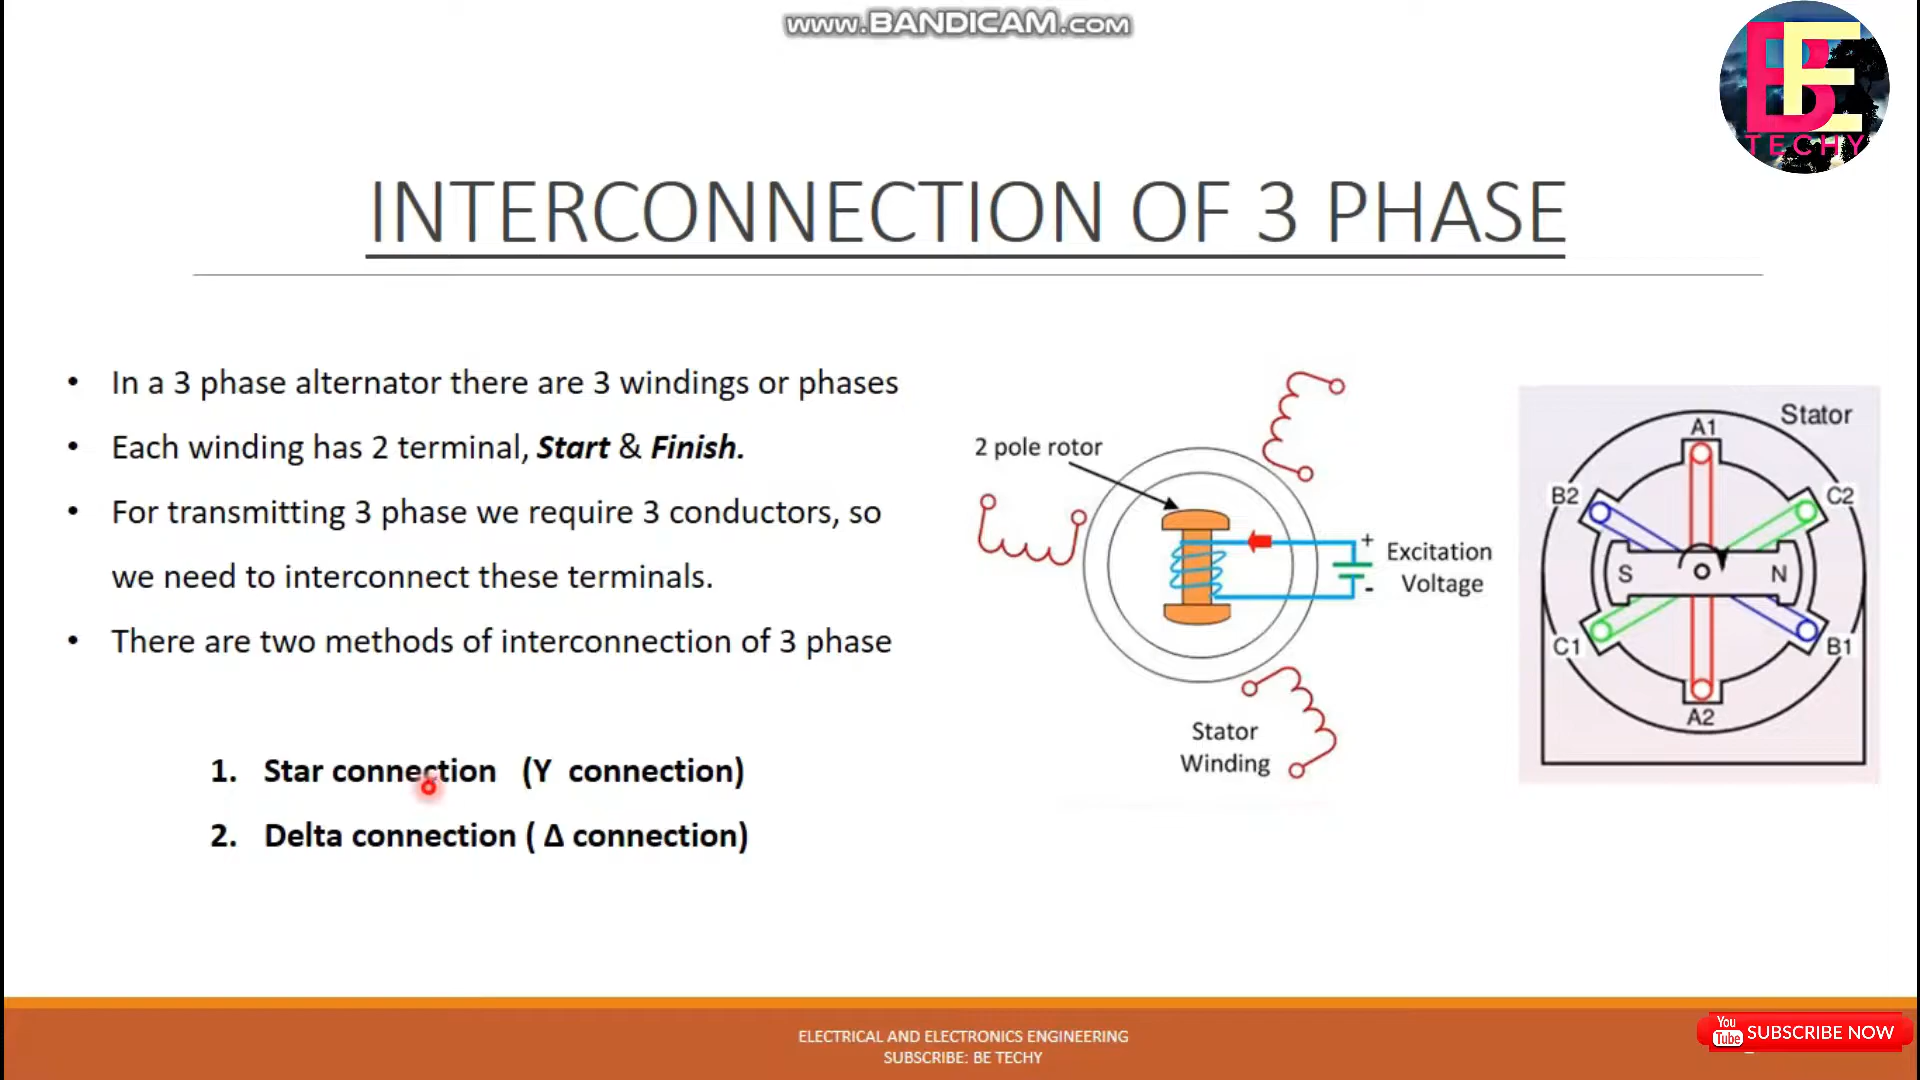 www.BANDICAM.com
BE
TECHY
INTERCONNECTION OF 3 PHASE
• In a 3 phase alternator there are 3 windings or phases
• Each winding has 2 terminal, Start & Finish.
• For transmitting 3 phase we require 3 conductors, so
we need to interconnect these terminals.
• There are two methods of interconnection of 3 phase
1. Star connection (Y connection)
2. Delta connection ( Δ connection)
2 pole rotor
+
-
Excitation
Voltage
Stator
Winding
Stator
A1
B2
C2
S
N
C1
B1
A2
ELECTRICAL AND ELECTRONICS ENGINEERING
SUBSCRIBE: BE TECHY
You
Tube
SUBSCRIBE NOW